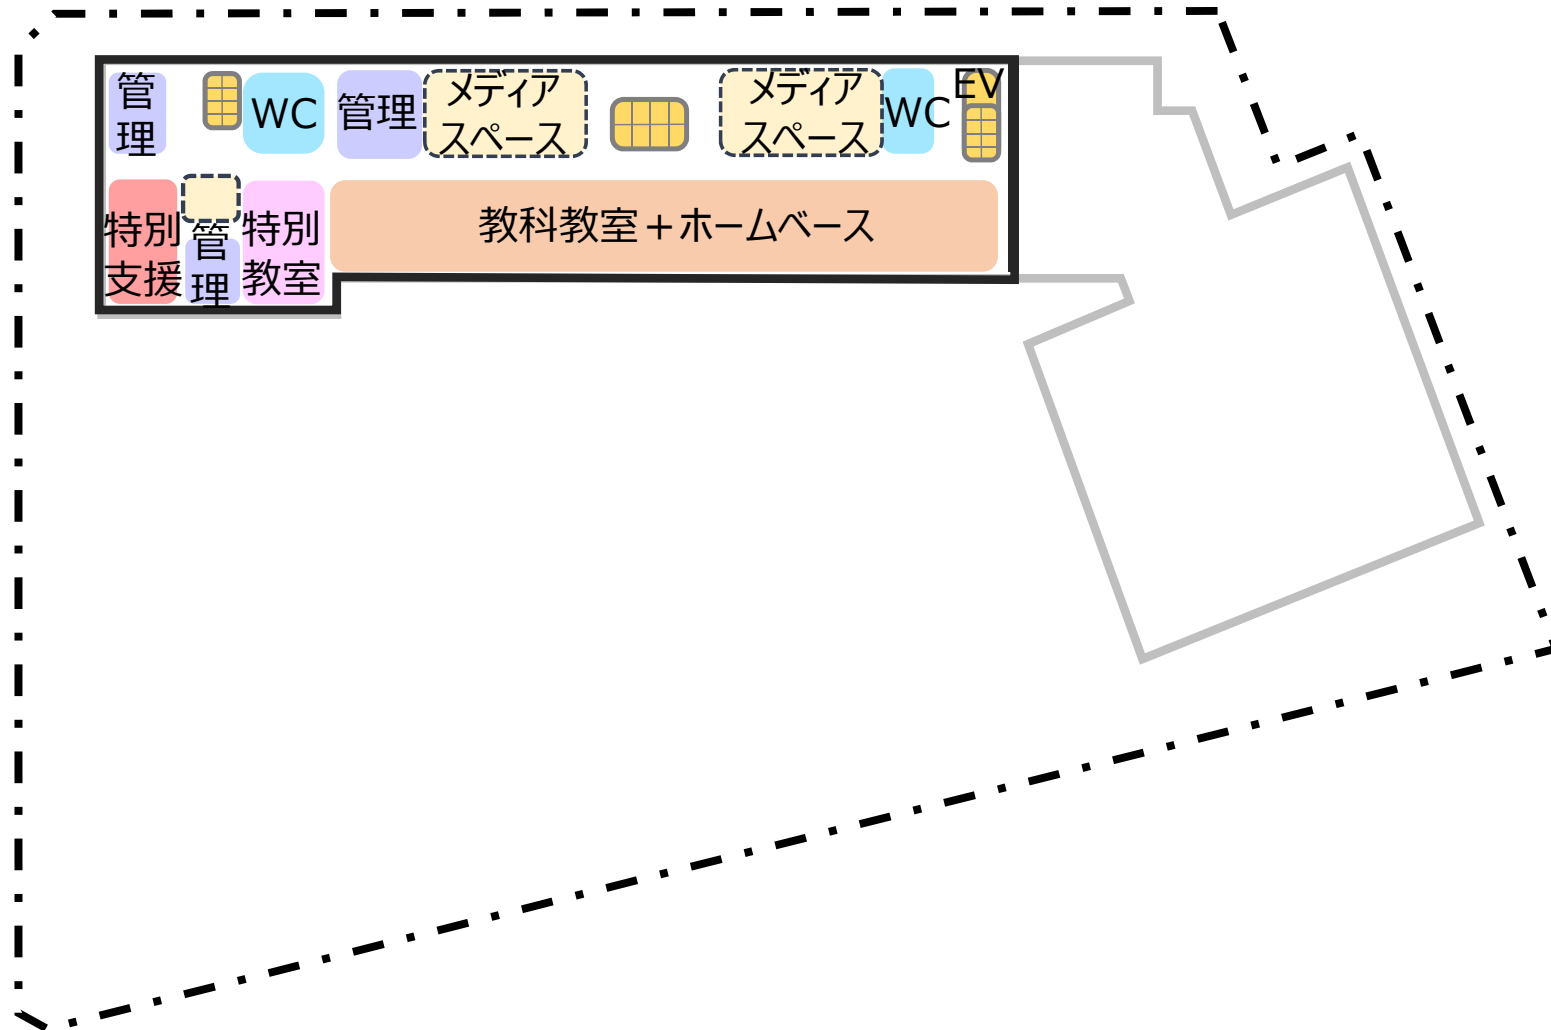 管
理
WC
管理
メディア
スペース
メディア
スペース
WC
EV
特別
支援
管
理
特別
教室
教科教室+ホームベース